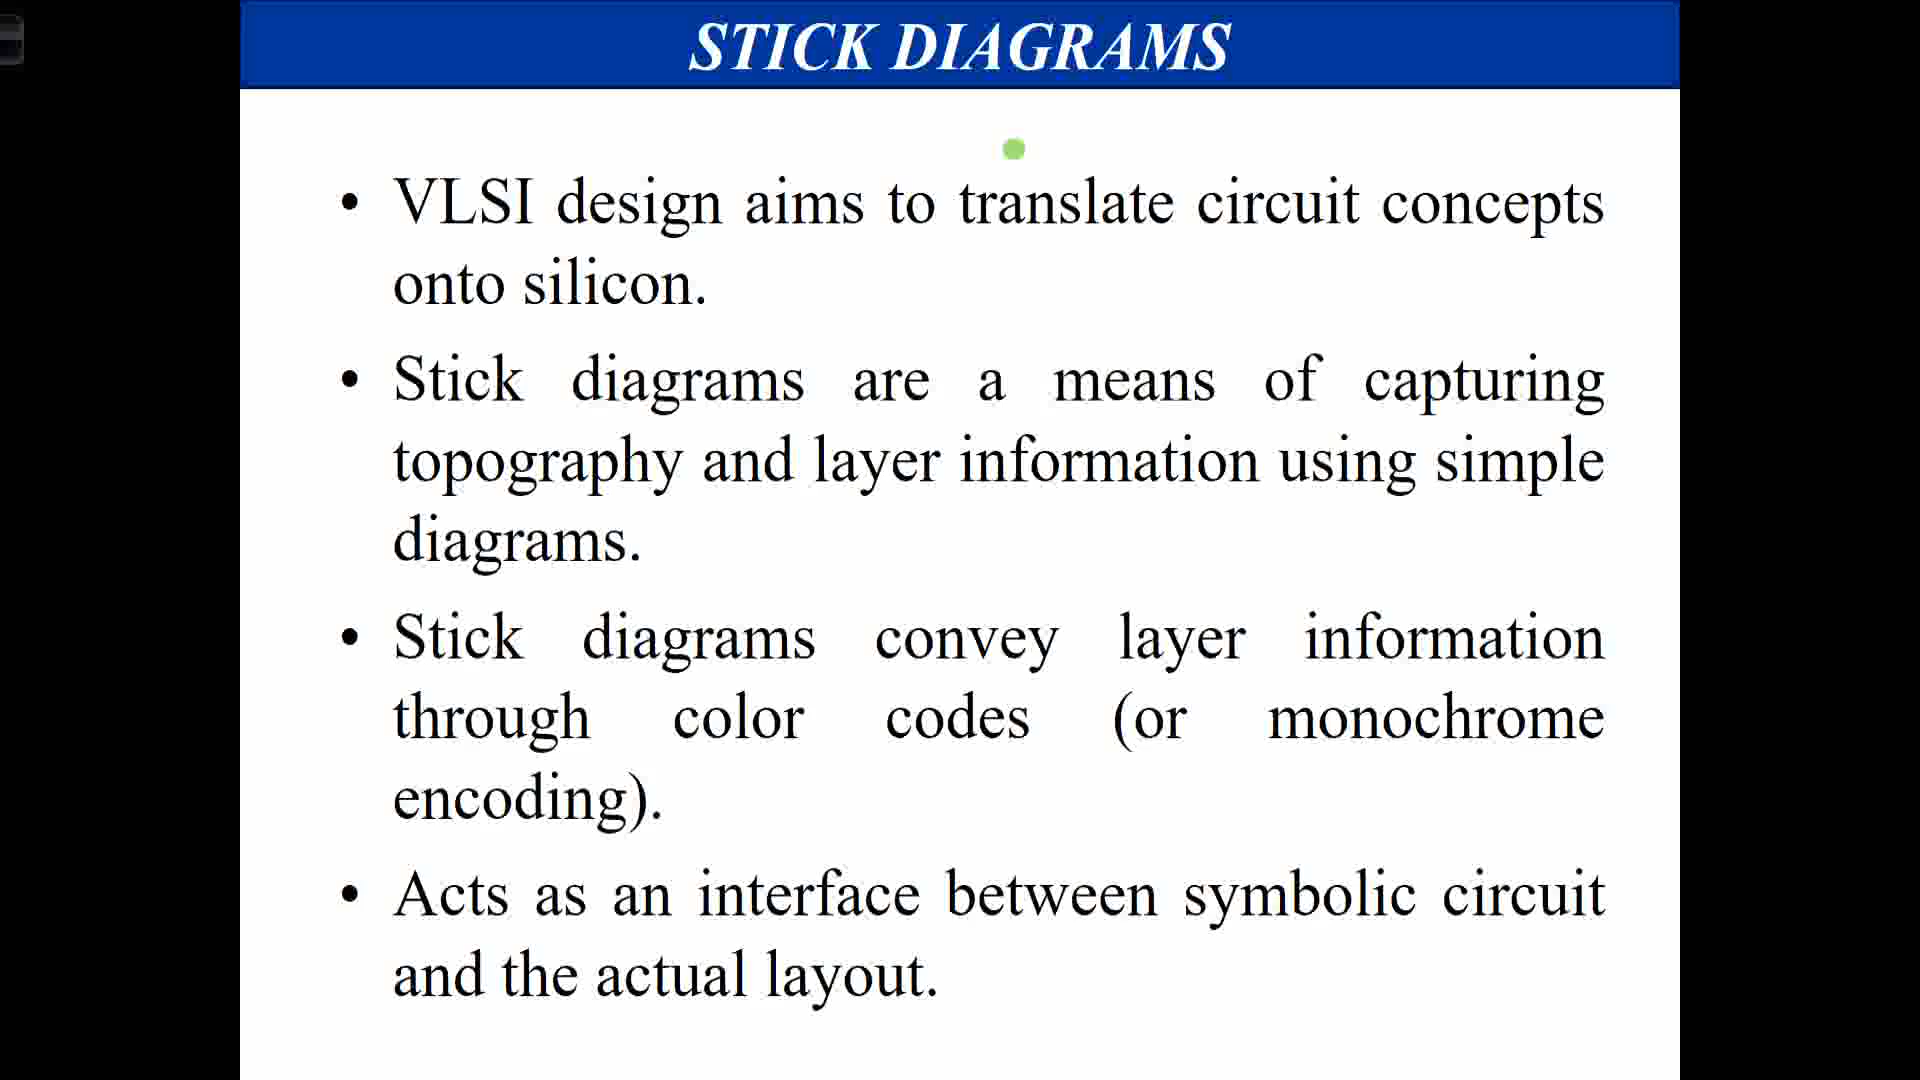 STICK DIAGRAMS
• VLSI design aims to translate circuit concepts
onto silicon.
• Stick diagrams are a means of capturing
topography and layer information using simple
diagrams.
• Stick diagrams convey layer information
through color codes (or monochrome
encoding).
• Acts as an interface between symbolic circuit
and the actual layout.